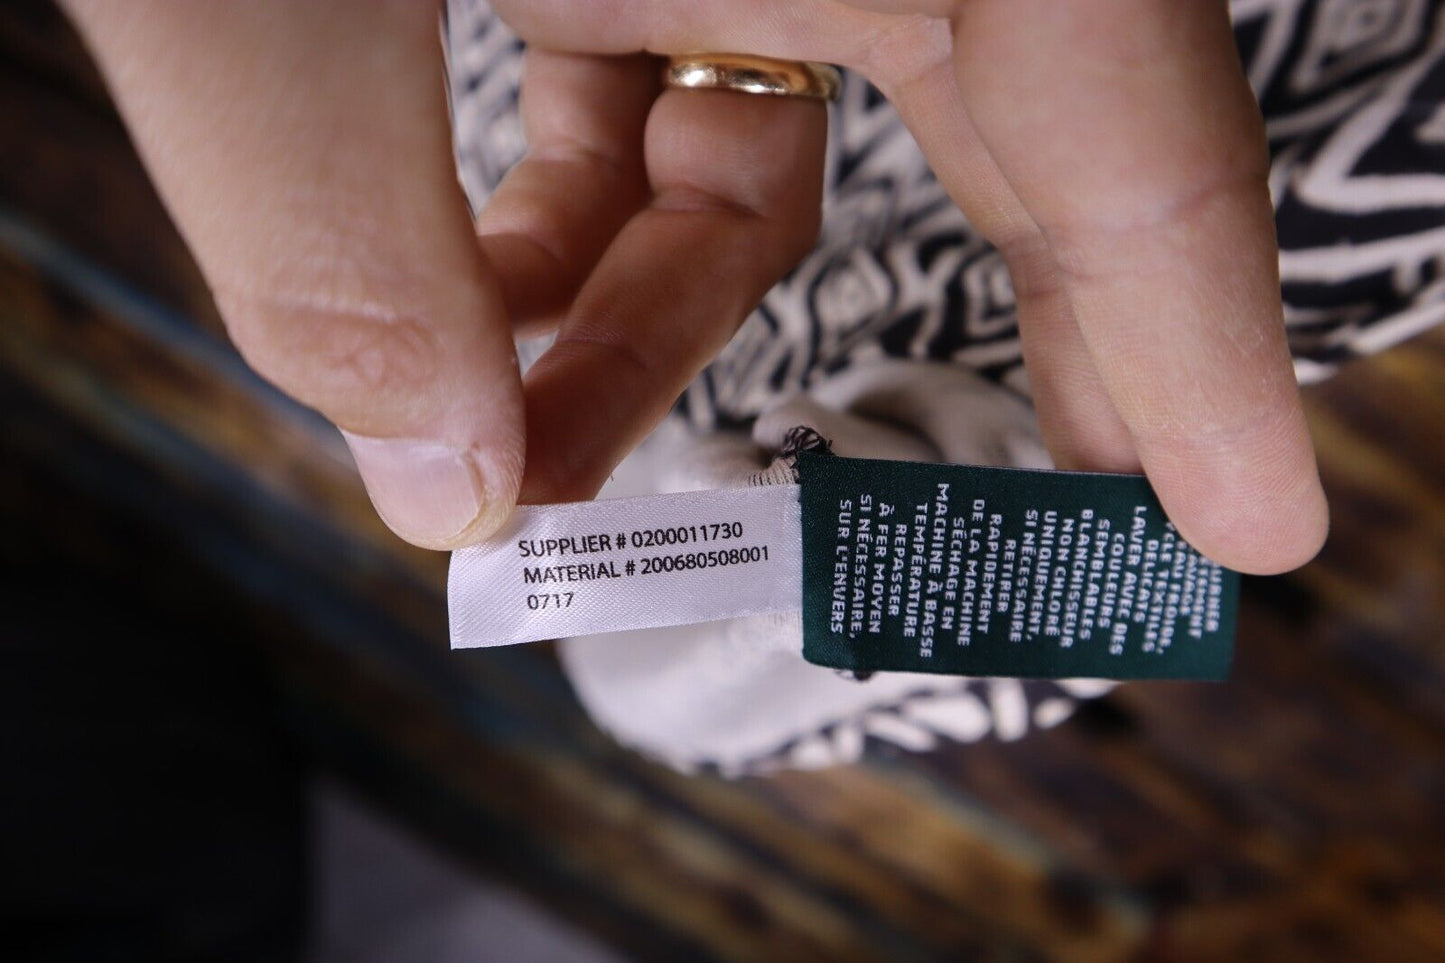 SUPPLIER # 0200011730
MATERIAL # 200680508001
0717
DÉLICATS
LAVER AVEC DES
COULEURS
SEMBLABLES
BLANCHISSEUR
NON CHLORÉ
UNIQUEMENT,
SI NÉCESSAIRE
RETIRER
RAPIDEMENT
DE LA MACHINE
SÉCHAGE EN
MACHINE À BASSE
TEMPÉRATURE
REPASSER
À FER MOYEN
SI NÉCESSAIRE,
SUR L'ENVERS